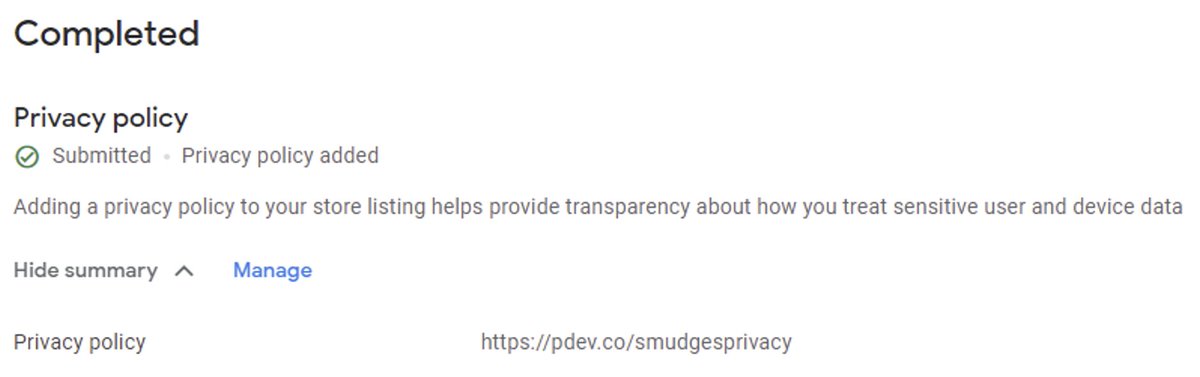 Completed
Privacy policy
Submitted • Privacy policy added
Adding a privacy policy to your store listing helps provide transparency about how you treat sensitive user and device data
Hide summary Manage
Privacy policy https://pdev.co/smudgesprivacy